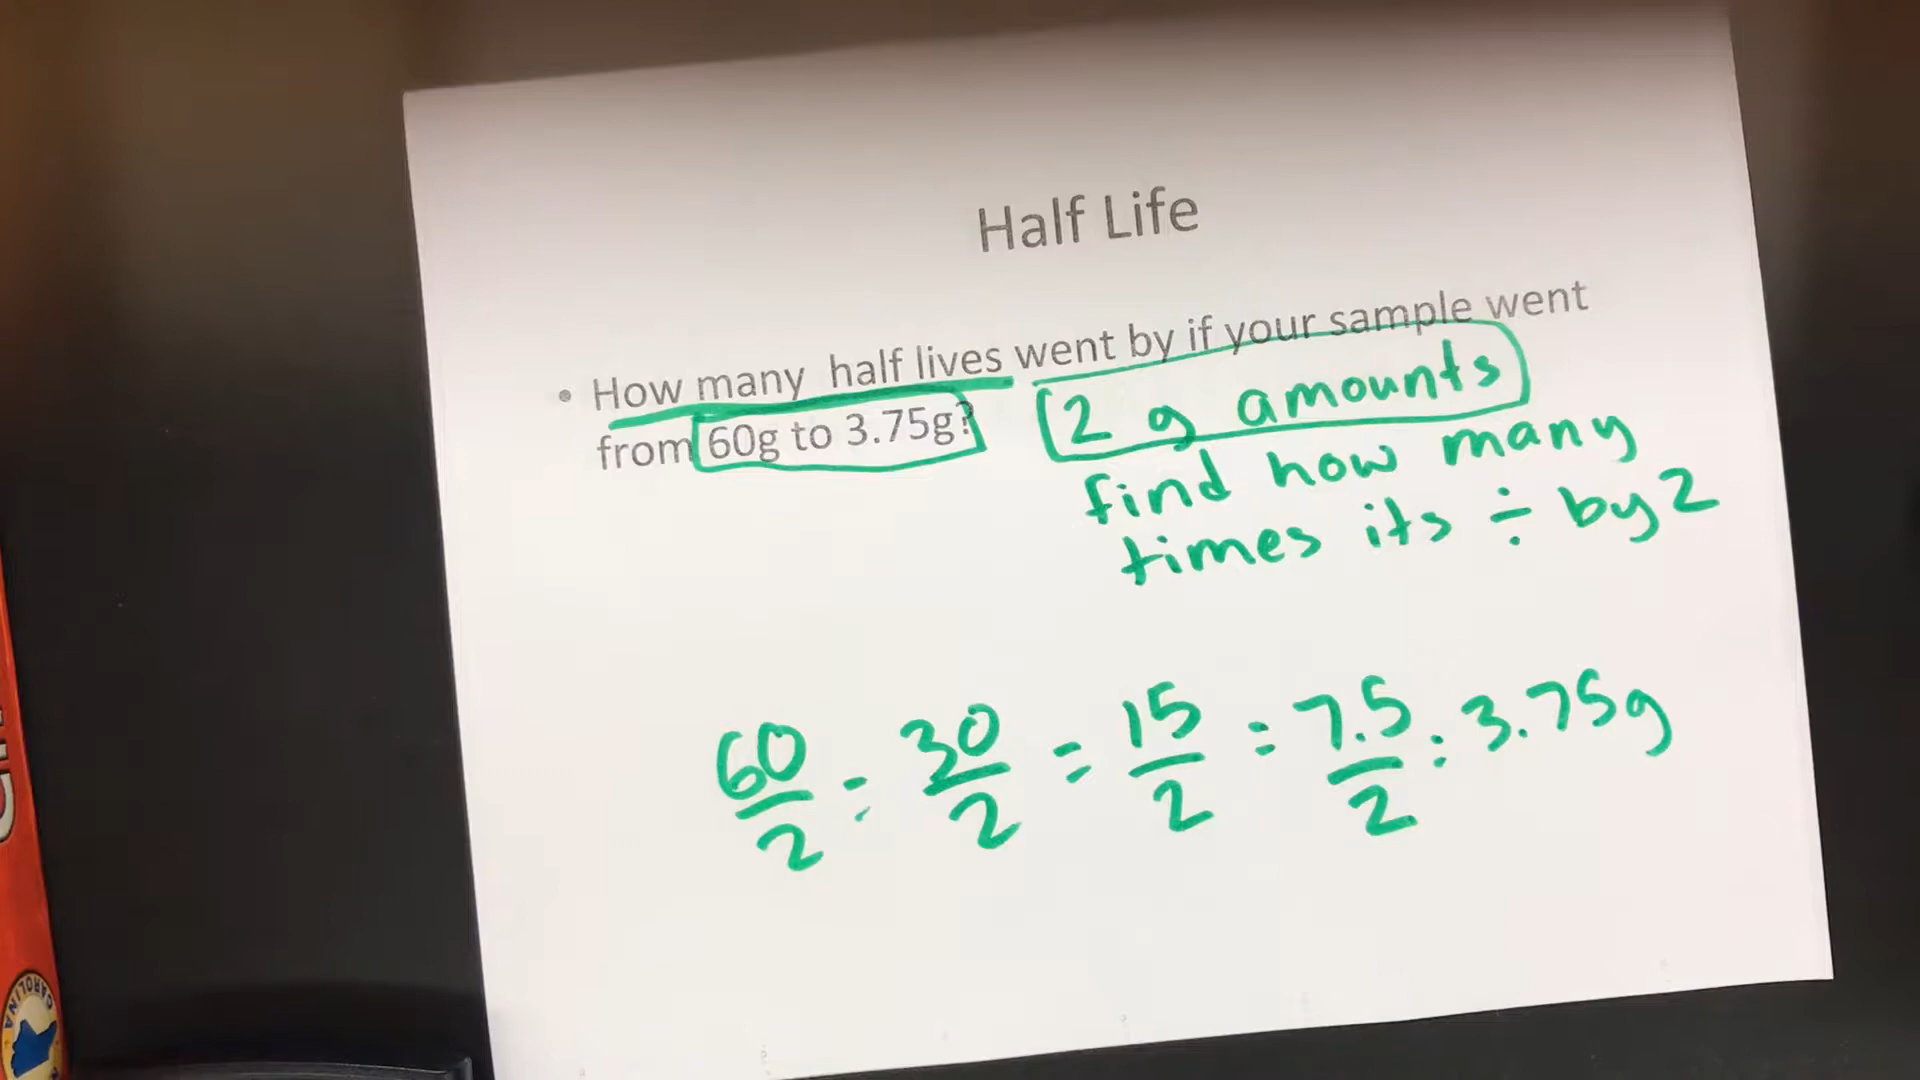 Half Life
• How many half lives went by if your sample went
from 60g to 3.75g?
2 g amounts
find how many
times its ÷ by 2
60/2 = 30/2 = 15/2 = 7.5/2 = 3.75g
CAROLINA